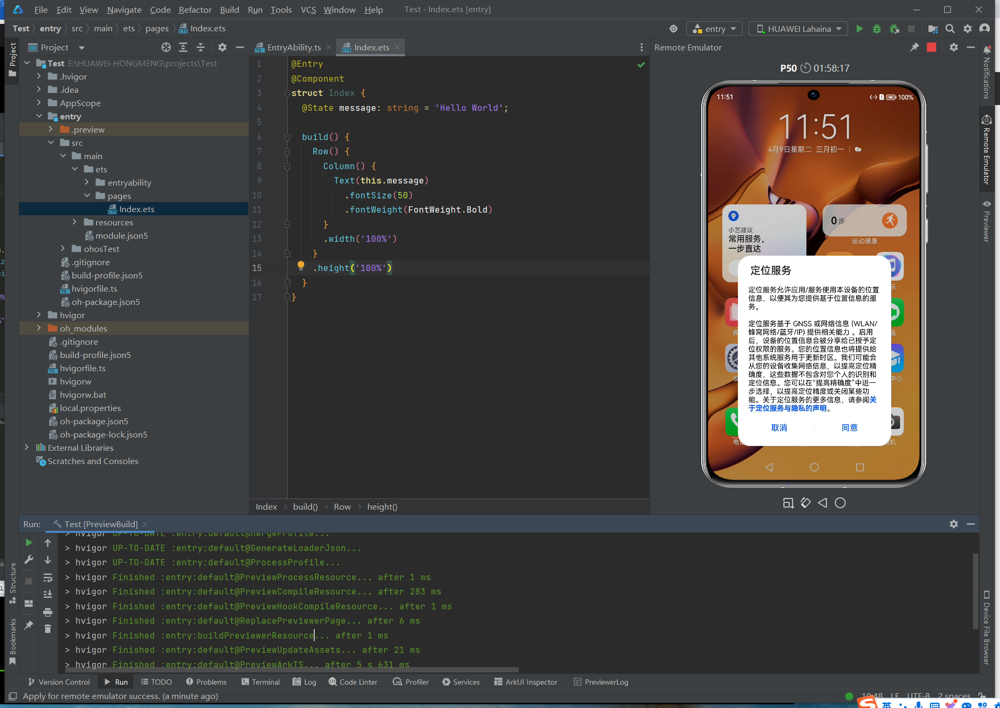 File Edit View Navigate Code Refactor Build Run Tools VCS Window Help Test - Index.ets [entry]
Test entry src main ets pages Index.ets
entry HUAWEI Lahaina
Project
Project
Test E:\HUAWEI-HONGMENG\projects\Test
.hvigor
.idea
AppScope
entry
.preview
src
main
ets
entryability
pages
Index.ets
resources
module.json5
ohosTest
.gitignore
build-profile.json5
hvigorfile.ts
oh-package.json5
hvigor
oh_modules
.gitignore
build-profile.json5
hvigorfile.ts
hvigorw
hvigorw.bat
local.properties
oh-package.json5
oh-package-lock.json5
External Libraries
Scratches and Consoles
EntryAbility.ts Index.ets
1 @Entry
2 @Component
3 struct Index {
4 @State message: string = 'Hello World';
5
6 build() {
7 Row() {
8 Column() {
9 Text(this.message)
10 .fontSize(50)
11 .fontWeight(FontWeight.Bold)
12 }
13 .width('100%')
14 }
15 .height('100%')
16 }
17 }
Index build() Row height()
Remote Emulator
P50 01:58:17
11:51 100%
11:51
4月9日星期二 三月初一
小艺建议
常用服务，
一步直达
0步
运动健康
定位服务
定位服务允许应用/服务使用本设备的位置
信息，以便其为您提供基于位置信息的服
务。
定位服务基于 GNSS 或网络信息 (WLAN/
蜂窝网络/蓝牙/IP) 提供相关能力 。启用
后，设备的位置信息会被分享给已授予定
位权限的服务。您的位置信息也将提供给
其他系统服务用于更新时区。我们可能会
从您的设备收集网络信息，以提高定位精
确度，这些数据不包含对您个人的识别和
定位信息。您可以在“提高精确度”中进一
步选择，以提高定位精度或关闭某些功
能。关于定位服务的更多信息，请参阅关
于定位服务与隐私的声明。
取消 同意
Notifications
Remote Emulator
Previewer
Device File Browser
Structure
Bookmarks
Run: Test [PreviewBuild]
> hvigor UP-TO-DATE :entry:default@MergeProfile...
> hvigor UP-TO-DATE :entry:default@GenerateLoaderJson...
> hvigor UP-TO-DATE :entry:default@ProcessProfile...
> hvigor Finished :entry:default@PreviewProcessResource... after 1 ms
> hvigor Finished :entry:default@PreviewCompileResource... after 283 ms
> hvigor Finished :entry:default@PreviewHookCompileResource... after 1 ms
> hvigor Finished :entry:default@ReplacePreviewerPage... after 6 ms
> hvigor Finished :entry:buildPreviewerResource... after 1 ms
> hvigor Finished :entry:default@PreviewUpdateAssets... after 21 ms
> hvigor Finished :entry:default@PreviewArkTS... after 5 s 631 ms
Version Control Run TODO Problems Terminal Log Code Linter Profiler Services ArkUI Inspector PreviewerLog
Apply for remote emulator success. (a minute ago) 10:48 LF UTF-8 2 spaces
英